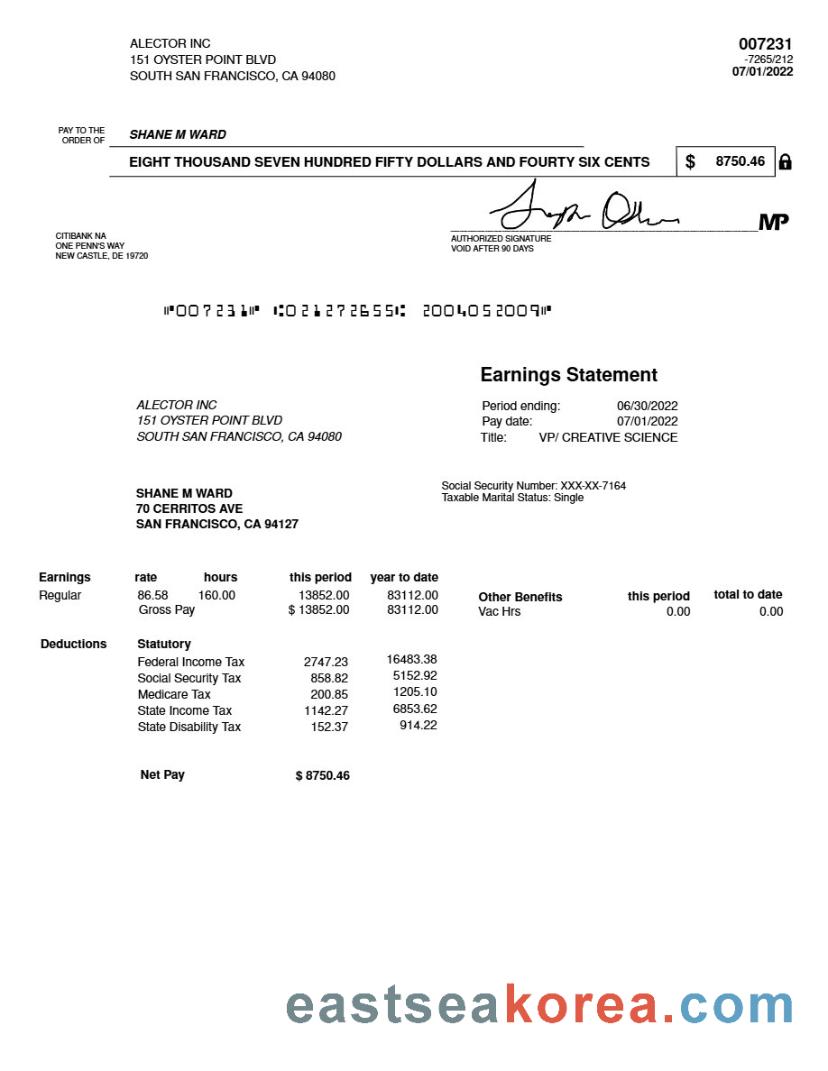 ALECTOR INC
151 OYSTER POINT BLVD
SOUTH SAN FRANCISCO, CA 94080
007231
-7265/212
07/01/2022
PAY TO THE
ORDER OF
SHANE M WARD
EIGHT THOUSAND SEVEN HUNDRED FIFTY DOLLARS AND FOURTY SIX CENTS $ 8750.46
MP
CITIBANK NA
ONE PENN'S WAY
NEW CASTLE, DE 19720
AUTHORIZED SIGNATURE
VOID AFTER 90 DAYS
⑈007231⑈ ⑆021272655⑆ 2004052009⑈
Earnings Statement
ALECTOR INC
151 OYSTER POINT BLVD
SOUTH SAN FRANCISCO, CA 94080
Period ending: 06/30/2022
Pay date: 07/01/2022
Title: VP/ CREATIVE SCIENCE
SHANE M WARD
70 CERRITOS AVE
SAN FRANCISCO, CA 94127
Social Security Number: XXX-XX-7164
Taxable Marital Status: Single
Earnings rate hours this period year to date
Regular 86.58 160.00 13852.00 83112.00
Gross Pay $ 13852.00 83112.00
Other Benefits this period total to date
Vac Hrs 0.00 0.00
Deductions Statutory
Federal Income Tax 2747.23 16483.38
Social Security Tax 858.82 5152.92
Medicare Tax 200.85 1205.10
State Income Tax 1142.27 6853.62
State Disability Tax 152.37 914.22
Net Pay $ 8750.46
eastseakorea.com